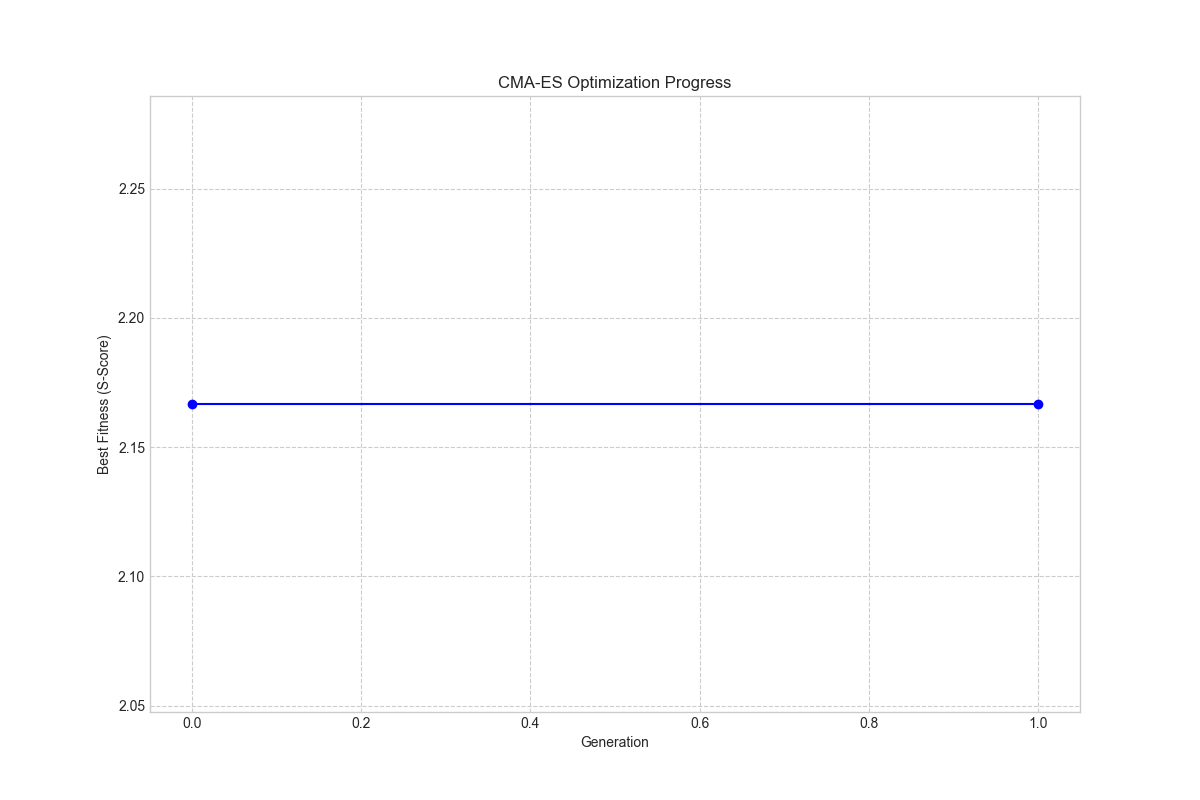 CMA-ES Optimization Progress
2.25
2.20
2.15
2.10
2.05
Best Fitness (S-Score)
0.0 0.2 0.4 0.6 0.8 1.0
Generation